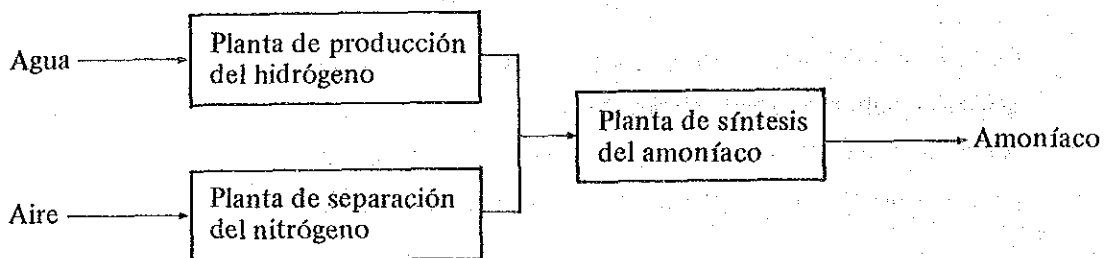 Agua
Planta de producción
del hidrógeno
Planta de síntesis
del amoníaco
Amoníaco
Aire
Planta de separación
del nitrógeno